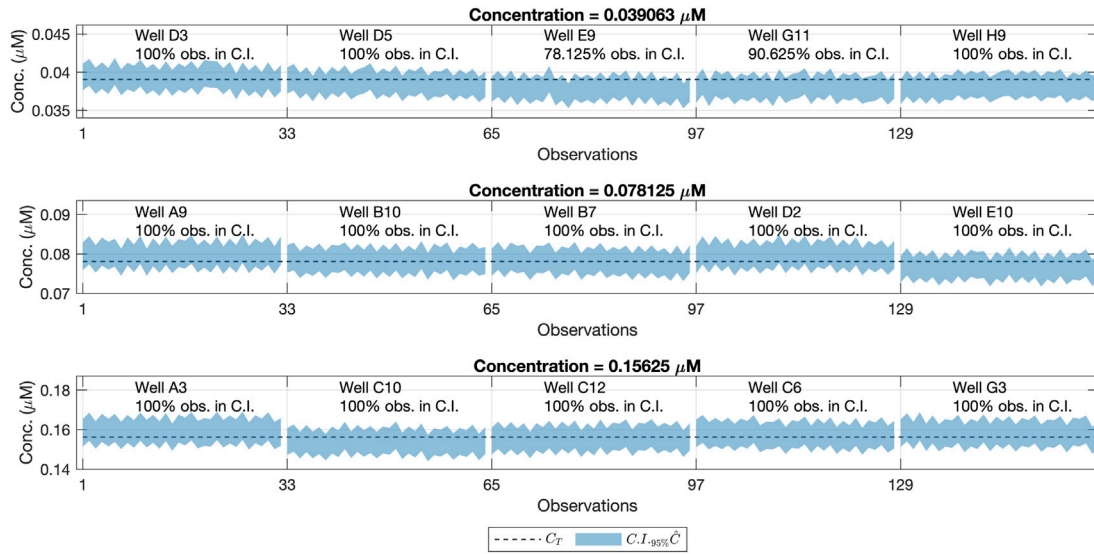 Concentration = 0.039063 μM
Conc. (μM)
0.045
0.04
0.035
Well D3
100% obs. in C.I.
Well D5
100% obs. in C.I.
Well E9
78.125% obs. in C.I.
Well G11
90.625% obs. in C.I.
Well H9
100% obs. in C.I.
1
33
65
97
129
Observations
Concentration = 0.078125 μM
Conc. (μM)
0.09
0.08
0.07
Well A9
100% obs. in C.I.
Well B10
100% obs. in C.I.
Well B7
100% obs. in C.I.
Well D2
100% obs. in C.I.
Well E10
100% obs. in C.I.
1
33
65
97
129
Observations
Concentration = 0.15625 μM
Conc. (μM)
0.18
0.16
0.14
Well A3
100% obs. in C.I.
Well C10
100% obs. in C.I.
Well C12
100% obs. in C.I.
Well C6
100% obs. in C.I.
Well G3
100% obs. in C.I.
1
33
65
97
129
Observations
C_T
C.I._{95%}Ĉ